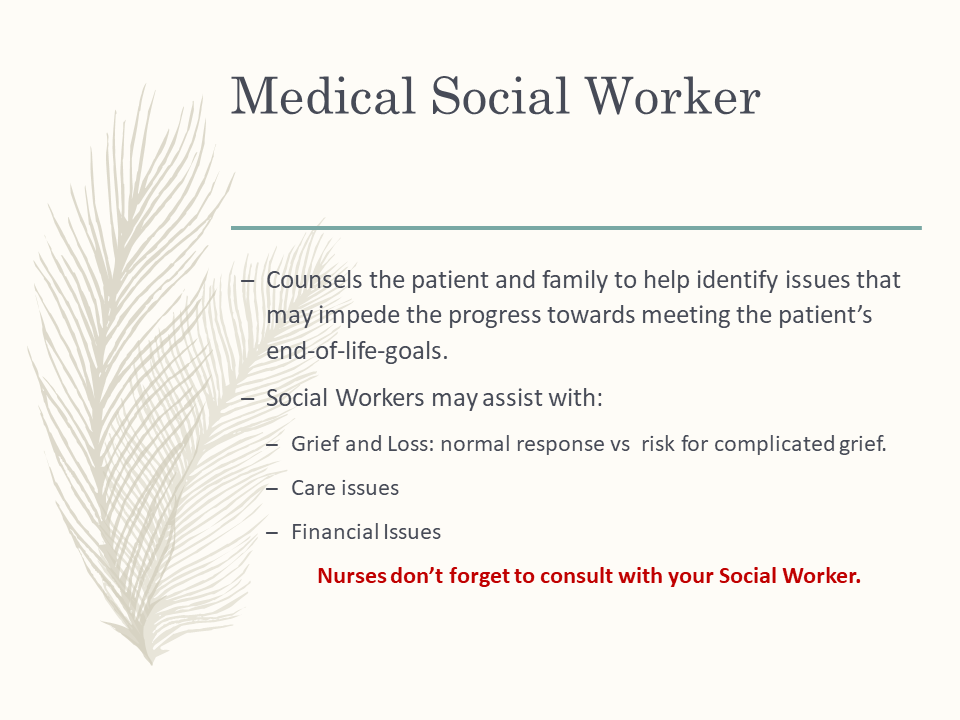 Medical Social Worker
– Counsels the patient and family to help identify issues that
may impede the progress towards meeting the patient’s
end-of-life-goals.
– Social Workers may assist with:
– Grief and Loss: normal response vs  risk for complicated grief.
– Care issues
– Financial Issues
Nurses don’t forget to consult with your Social Worker.